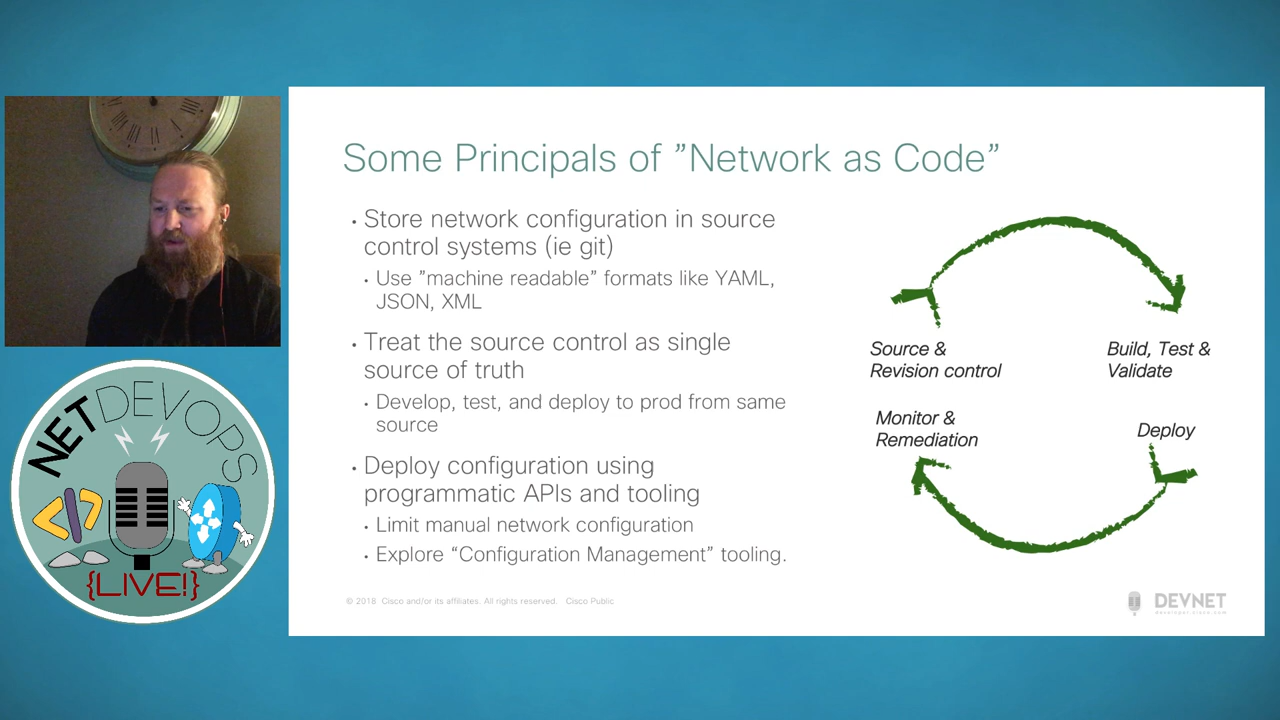 Some Principals of ”Network as Code”
• Store network configuration in source
control systems (ie git)
• Use ”machine readable” formats like YAML,
JSON, XML
• Treat the source control as single
source of truth
• Develop, test, and deploy to prod from same
source
• Deploy configuration using
programmatic APIs and tooling
• Limit manual network configuration
• Explore “Configuration Management” tooling.
Source &
Revision control
Build, Test &
Validate
Monitor &
Remediation
Deploy
© 2018 Cisco and/or its affiliates. All rights reserved. Cisco Public
DEVNET
developer.cisco.com
NETDEVOPS
</>
{LIVE!}